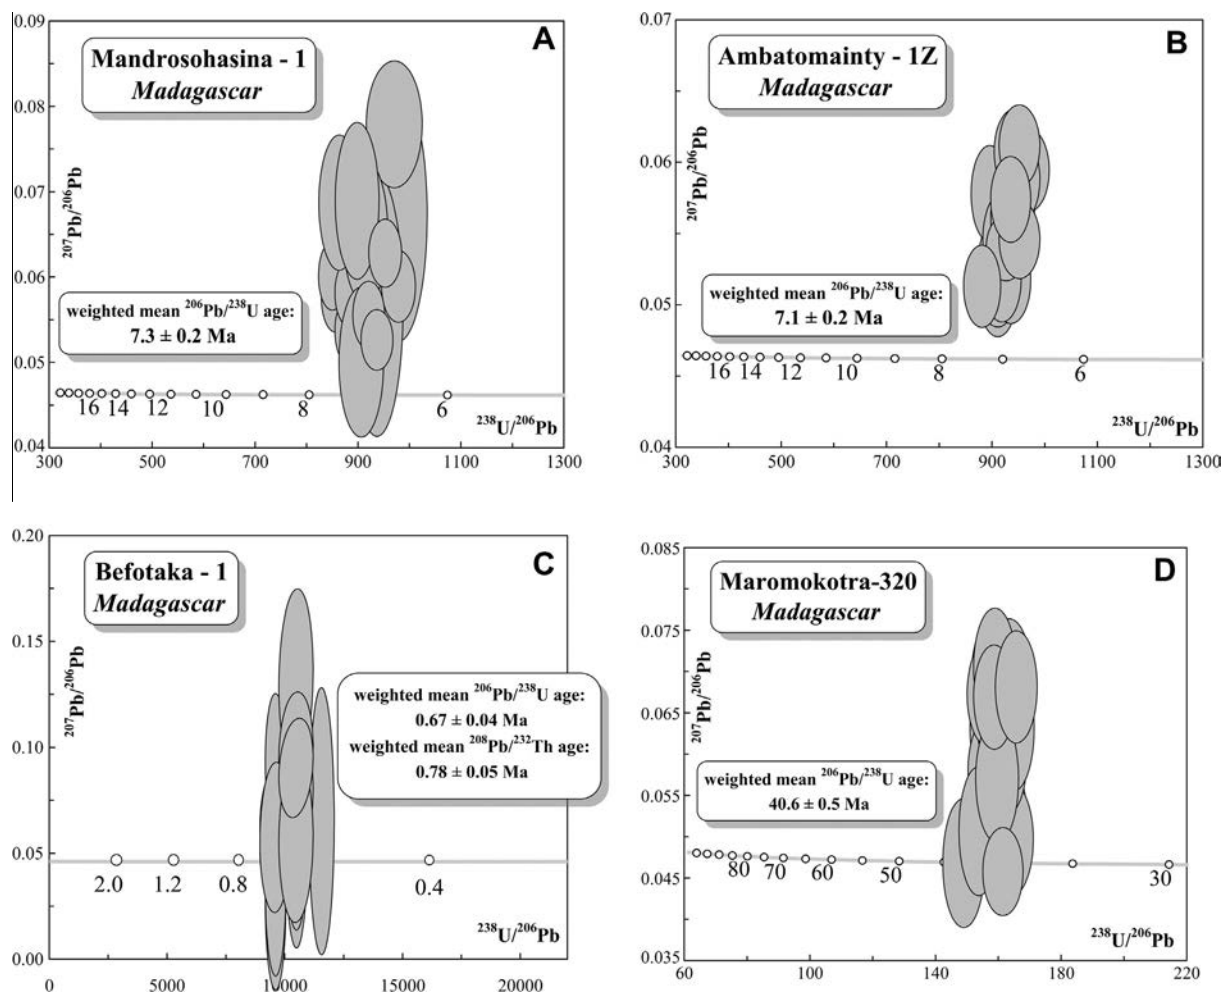 A
Mandrosohasina - 1
Madagascar
0.09
0.08
0.07
0.06
0.05
0.04
²⁰⁷Pb/²⁰⁶Pb
weighted mean ²⁰⁶Pb/²³⁸U age:
7.3 ± 0.2 Ma
16 14 12 10 8 6
²³⁸U/²⁰⁶Pb
300 500 700 900 1100 1300
B
Ambatomainty - 1Z
Madagascar
0.07
0.06
0.05
0.04
²⁰⁷Pb/²⁰⁶Pb
weighted mean ²⁰⁶Pb/²³⁸U age:
7.1 ± 0.2 Ma
16 14 12 10 8 6
²³⁸U/²⁰⁶Pb
300 500 700 900 1100 1300
C
Befotaka - 1
Madagascar
0.20
0.15
0.10
0.05
0.00
²⁰⁷Pb/²⁰⁶Pb
weighted mean ²⁰⁶Pb/²³⁸U age:
0.67 ± 0.04 Ma
weighted mean ²⁰⁸Pb/²³²Th age:
0.78 ± 0.05 Ma
2.0 1.2 0.8 0.4
²³⁸U/²⁰⁶Pb
0 5000 10000 15000 20000
D
Maromokotra-320
Madagascar
0.085
0.075
0.065
0.055
0.045
0.035
²⁰⁷Pb/²⁰⁶Pb
weighted mean ²⁰⁶Pb/²³⁸U age:
40.6 ± 0.5 Ma
80 70 60 50 30
²³⁸U/²⁰⁶Pb
60 100 140 180 220